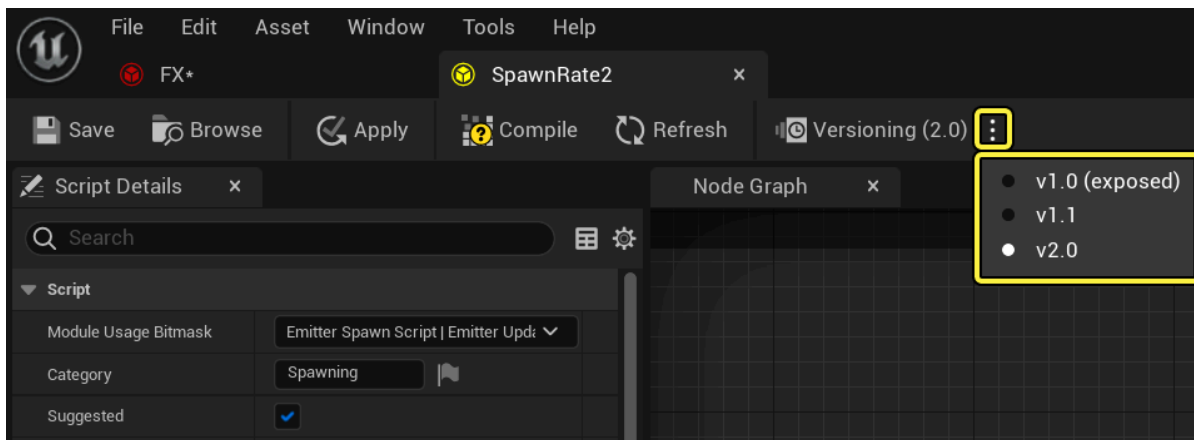 File Edit Asset Window Tools Help
FX* SpawnRate2
Save Browse Apply Compile Refresh Versioning (2.0)
Script Details Node Graph
v1.0 (exposed)
v1.1
v2.0
Search
Script
Module Usage Bitmask Emitter Spawn Script | Emitter Upda
Category Spawning
Suggested